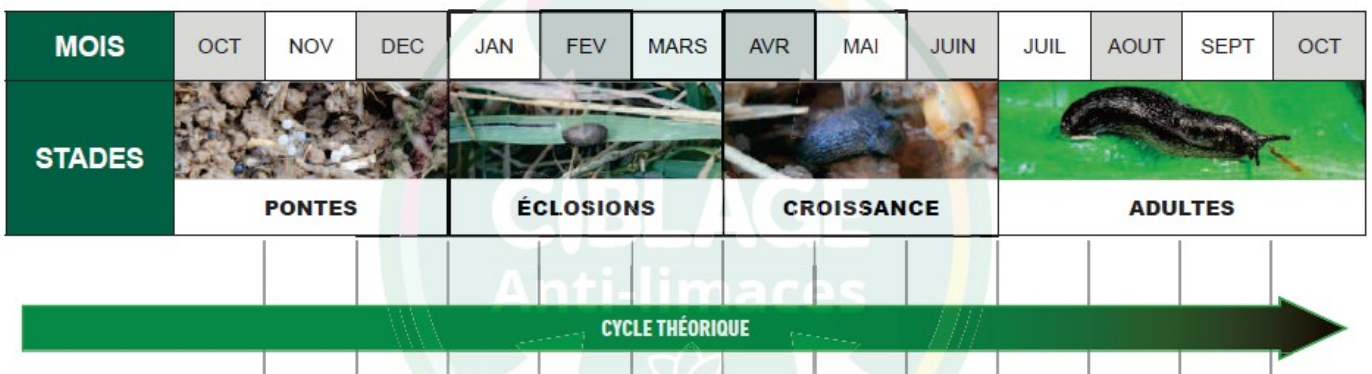 MOIS OCT NOV DEC JAN FEV MARS AVR MAI JUIN JUIL AOUT SEPT OCT
STADES
PONTES ÉCLOSIONS CROISSANCE ADULTES
CIBLAGE
Anti-limaces
CYCLE THÉORIQUE